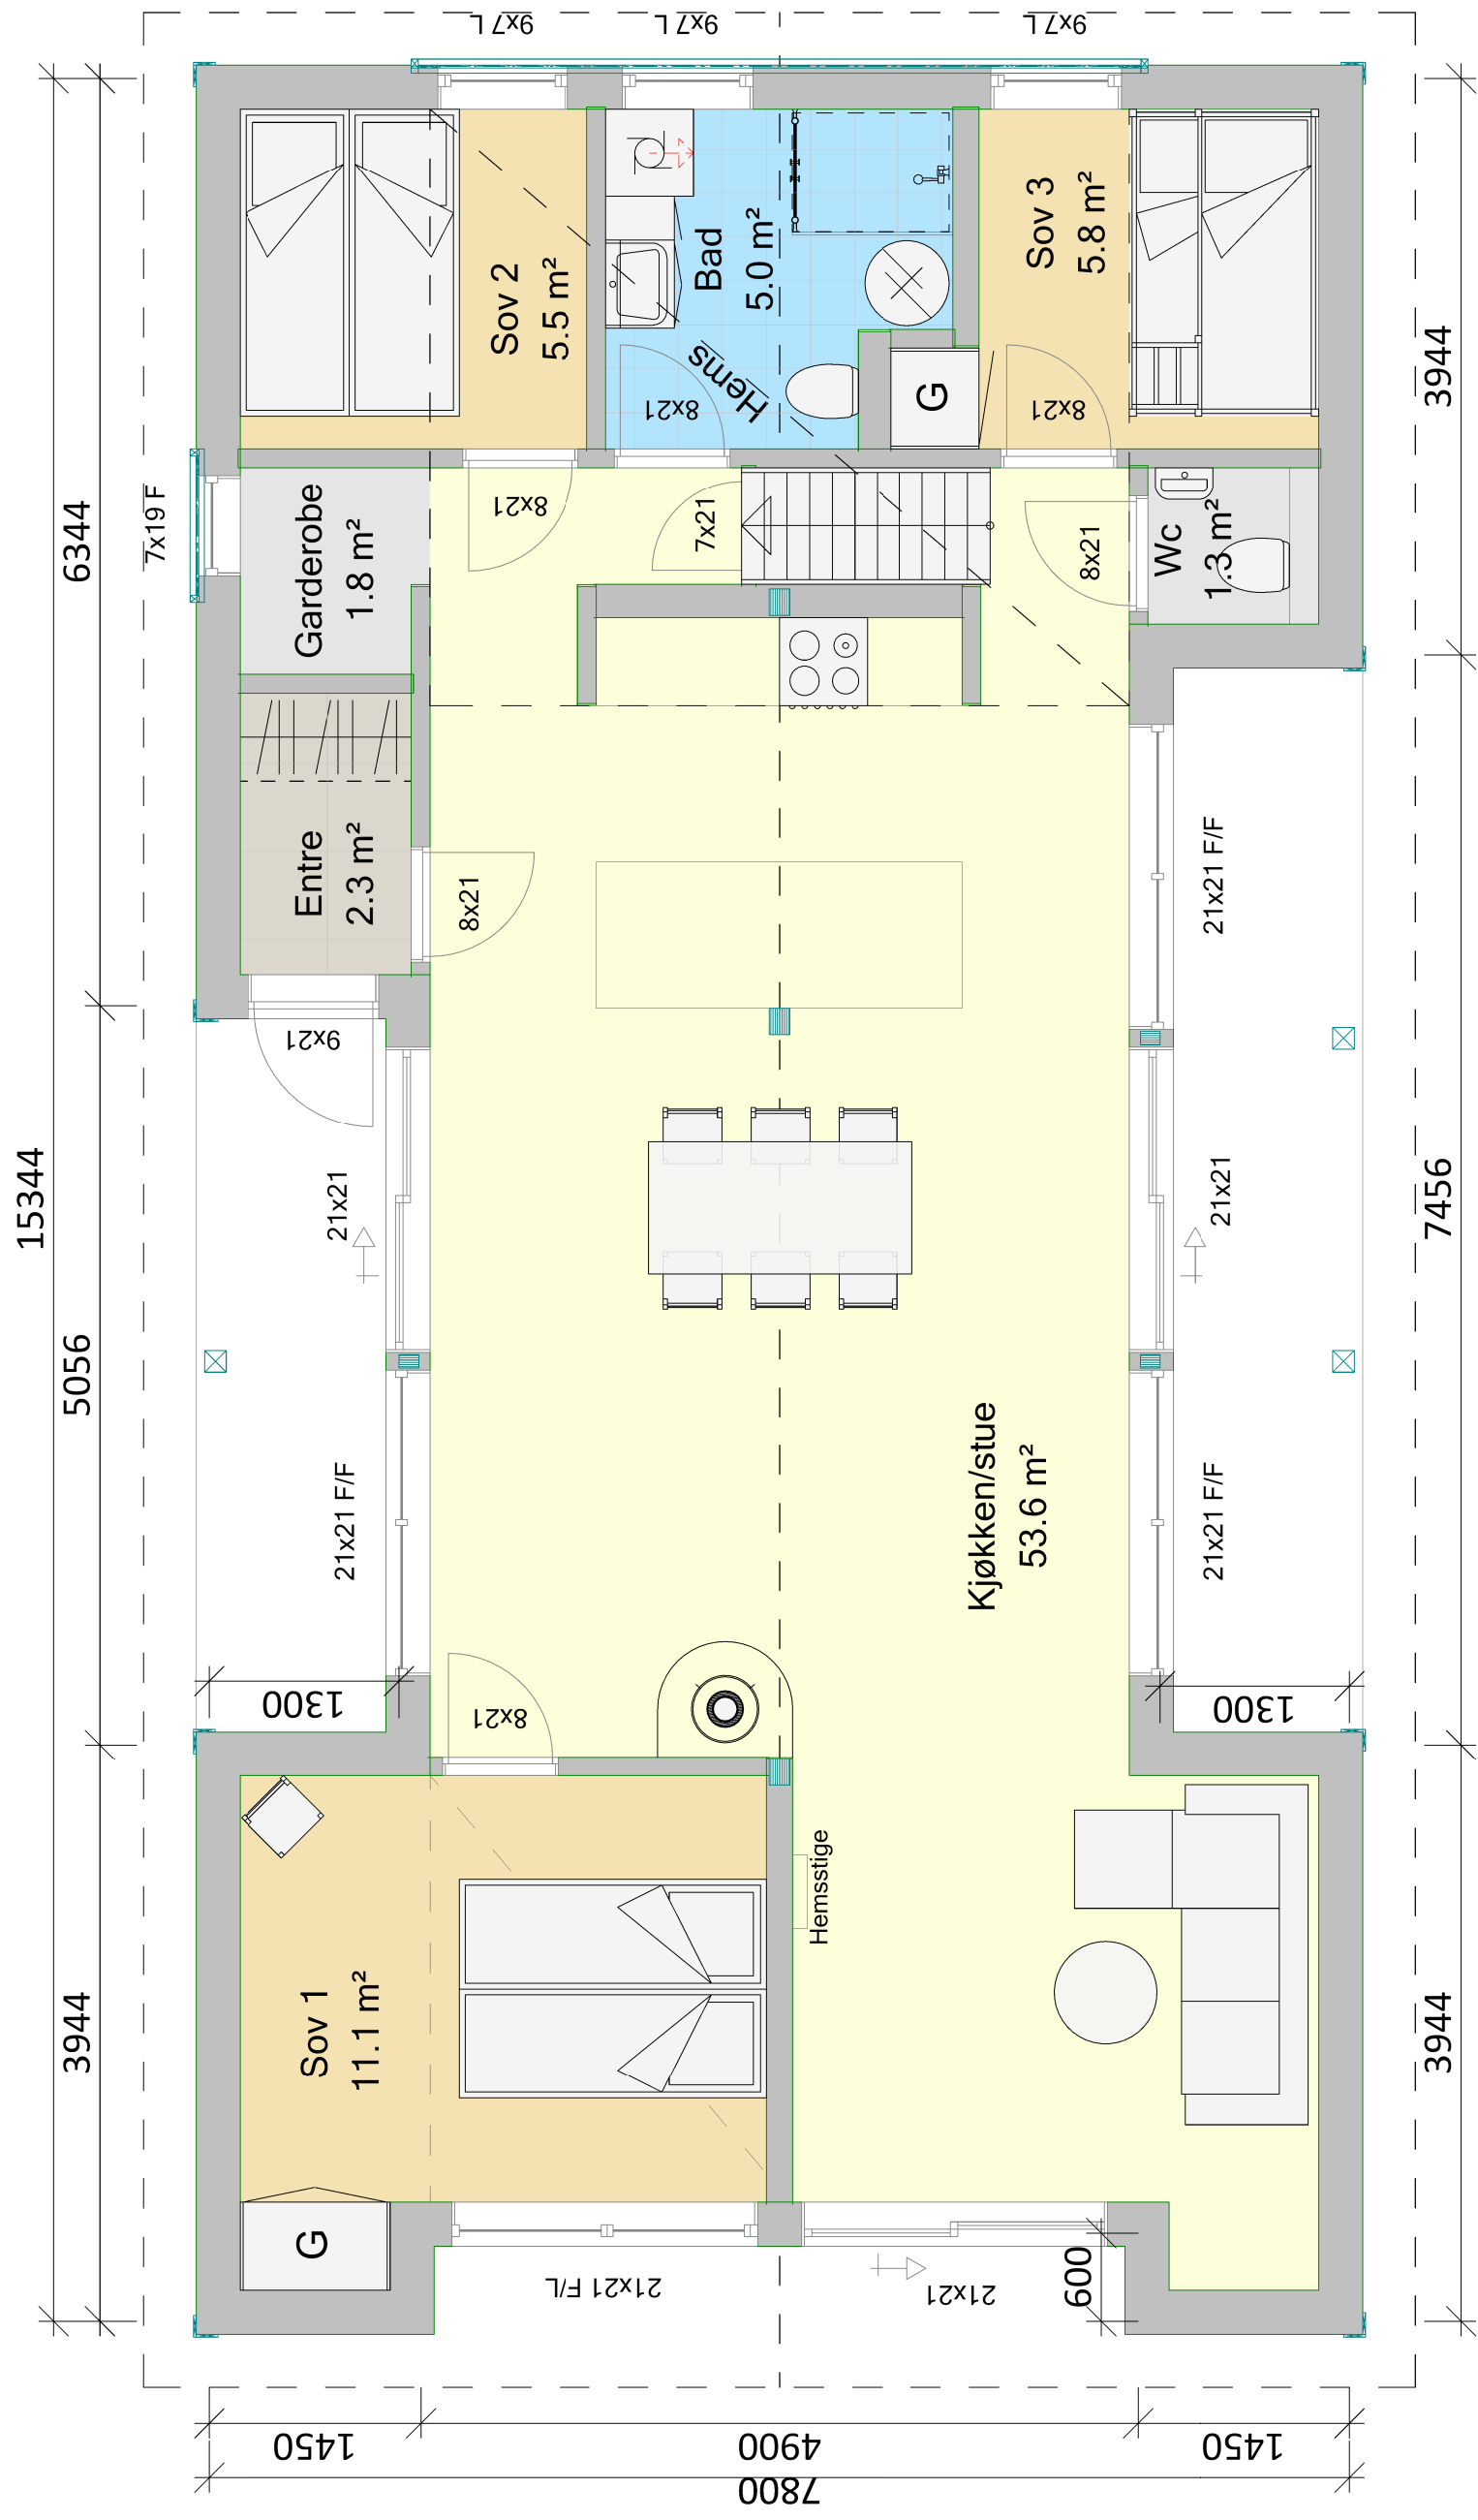 9x7 L
9x7 L
9x7 L
15344
6344
5056
3944
3944
7456
3944
7x19 F
Sov 2
5.5 m²
Bad
5.0 m²
Hems
Sov 3
5.8 m²
8x21
8x21
G
8x21
7x21
8x21
Garderobe
1.8 m²
Wc
1.3 m²
Entre
2.3 m²
8x21
9x21
21x21 F/F
21x21
21x21
21x21 F/F
21x21 F/F
Kjøkken/stue
53.6 m²
1300
1300
8x21
Hemsstige
Sov 1
11.1 m²
G
21x21 F/L
21x21
600
1450
4900
1450
7800